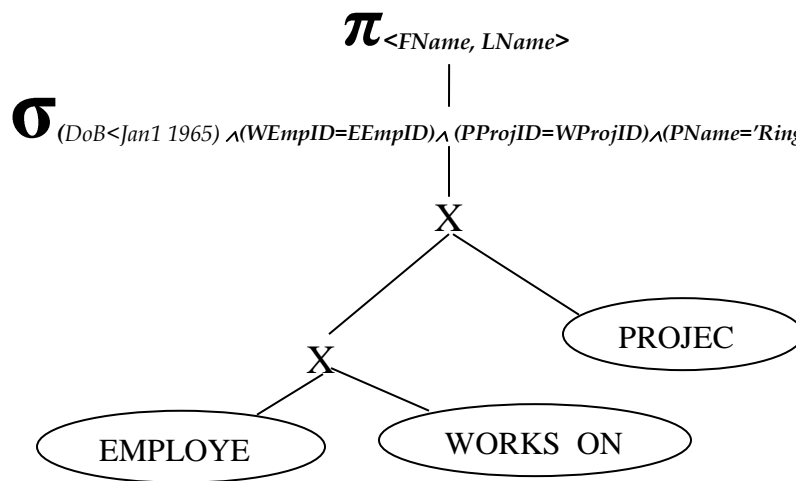 π<FName, LName>
σ(DoB<Jan1 1965) ∧(WEmpID=EEmpID)∧ (PProjID=WProjID)∧(PName='Ring
X
PROJEC
X
EMPLOYE
WORKS ON